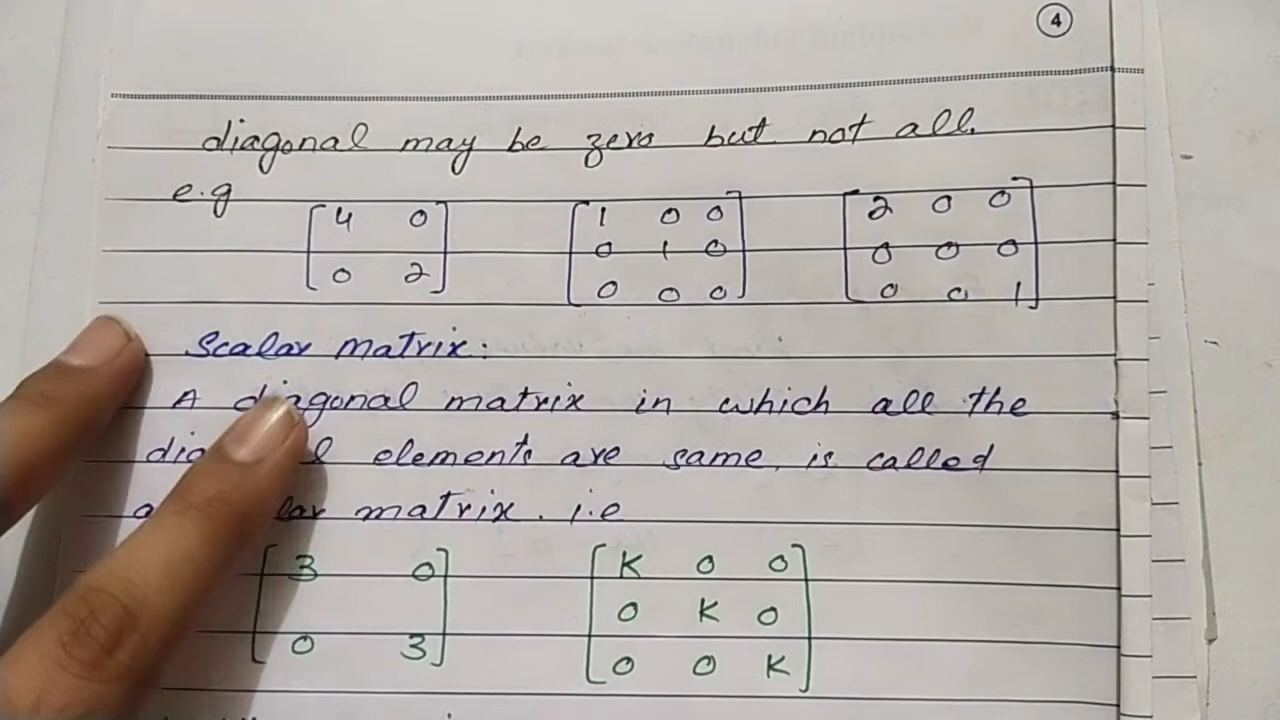 4
diagonal may be zero but not all.
e.g
[4 0] [1 0 0] [2 0 0]
[0 2] [0 1 0] [0 0 0]
[0 0 0] [0 0 1]
Scalar matrix:
A diagonal matrix in which all the
elements are same, is called
matrix. i.e
[3 0] [K 0 0]
[0 K 0]
[0 3] [0 0 K]